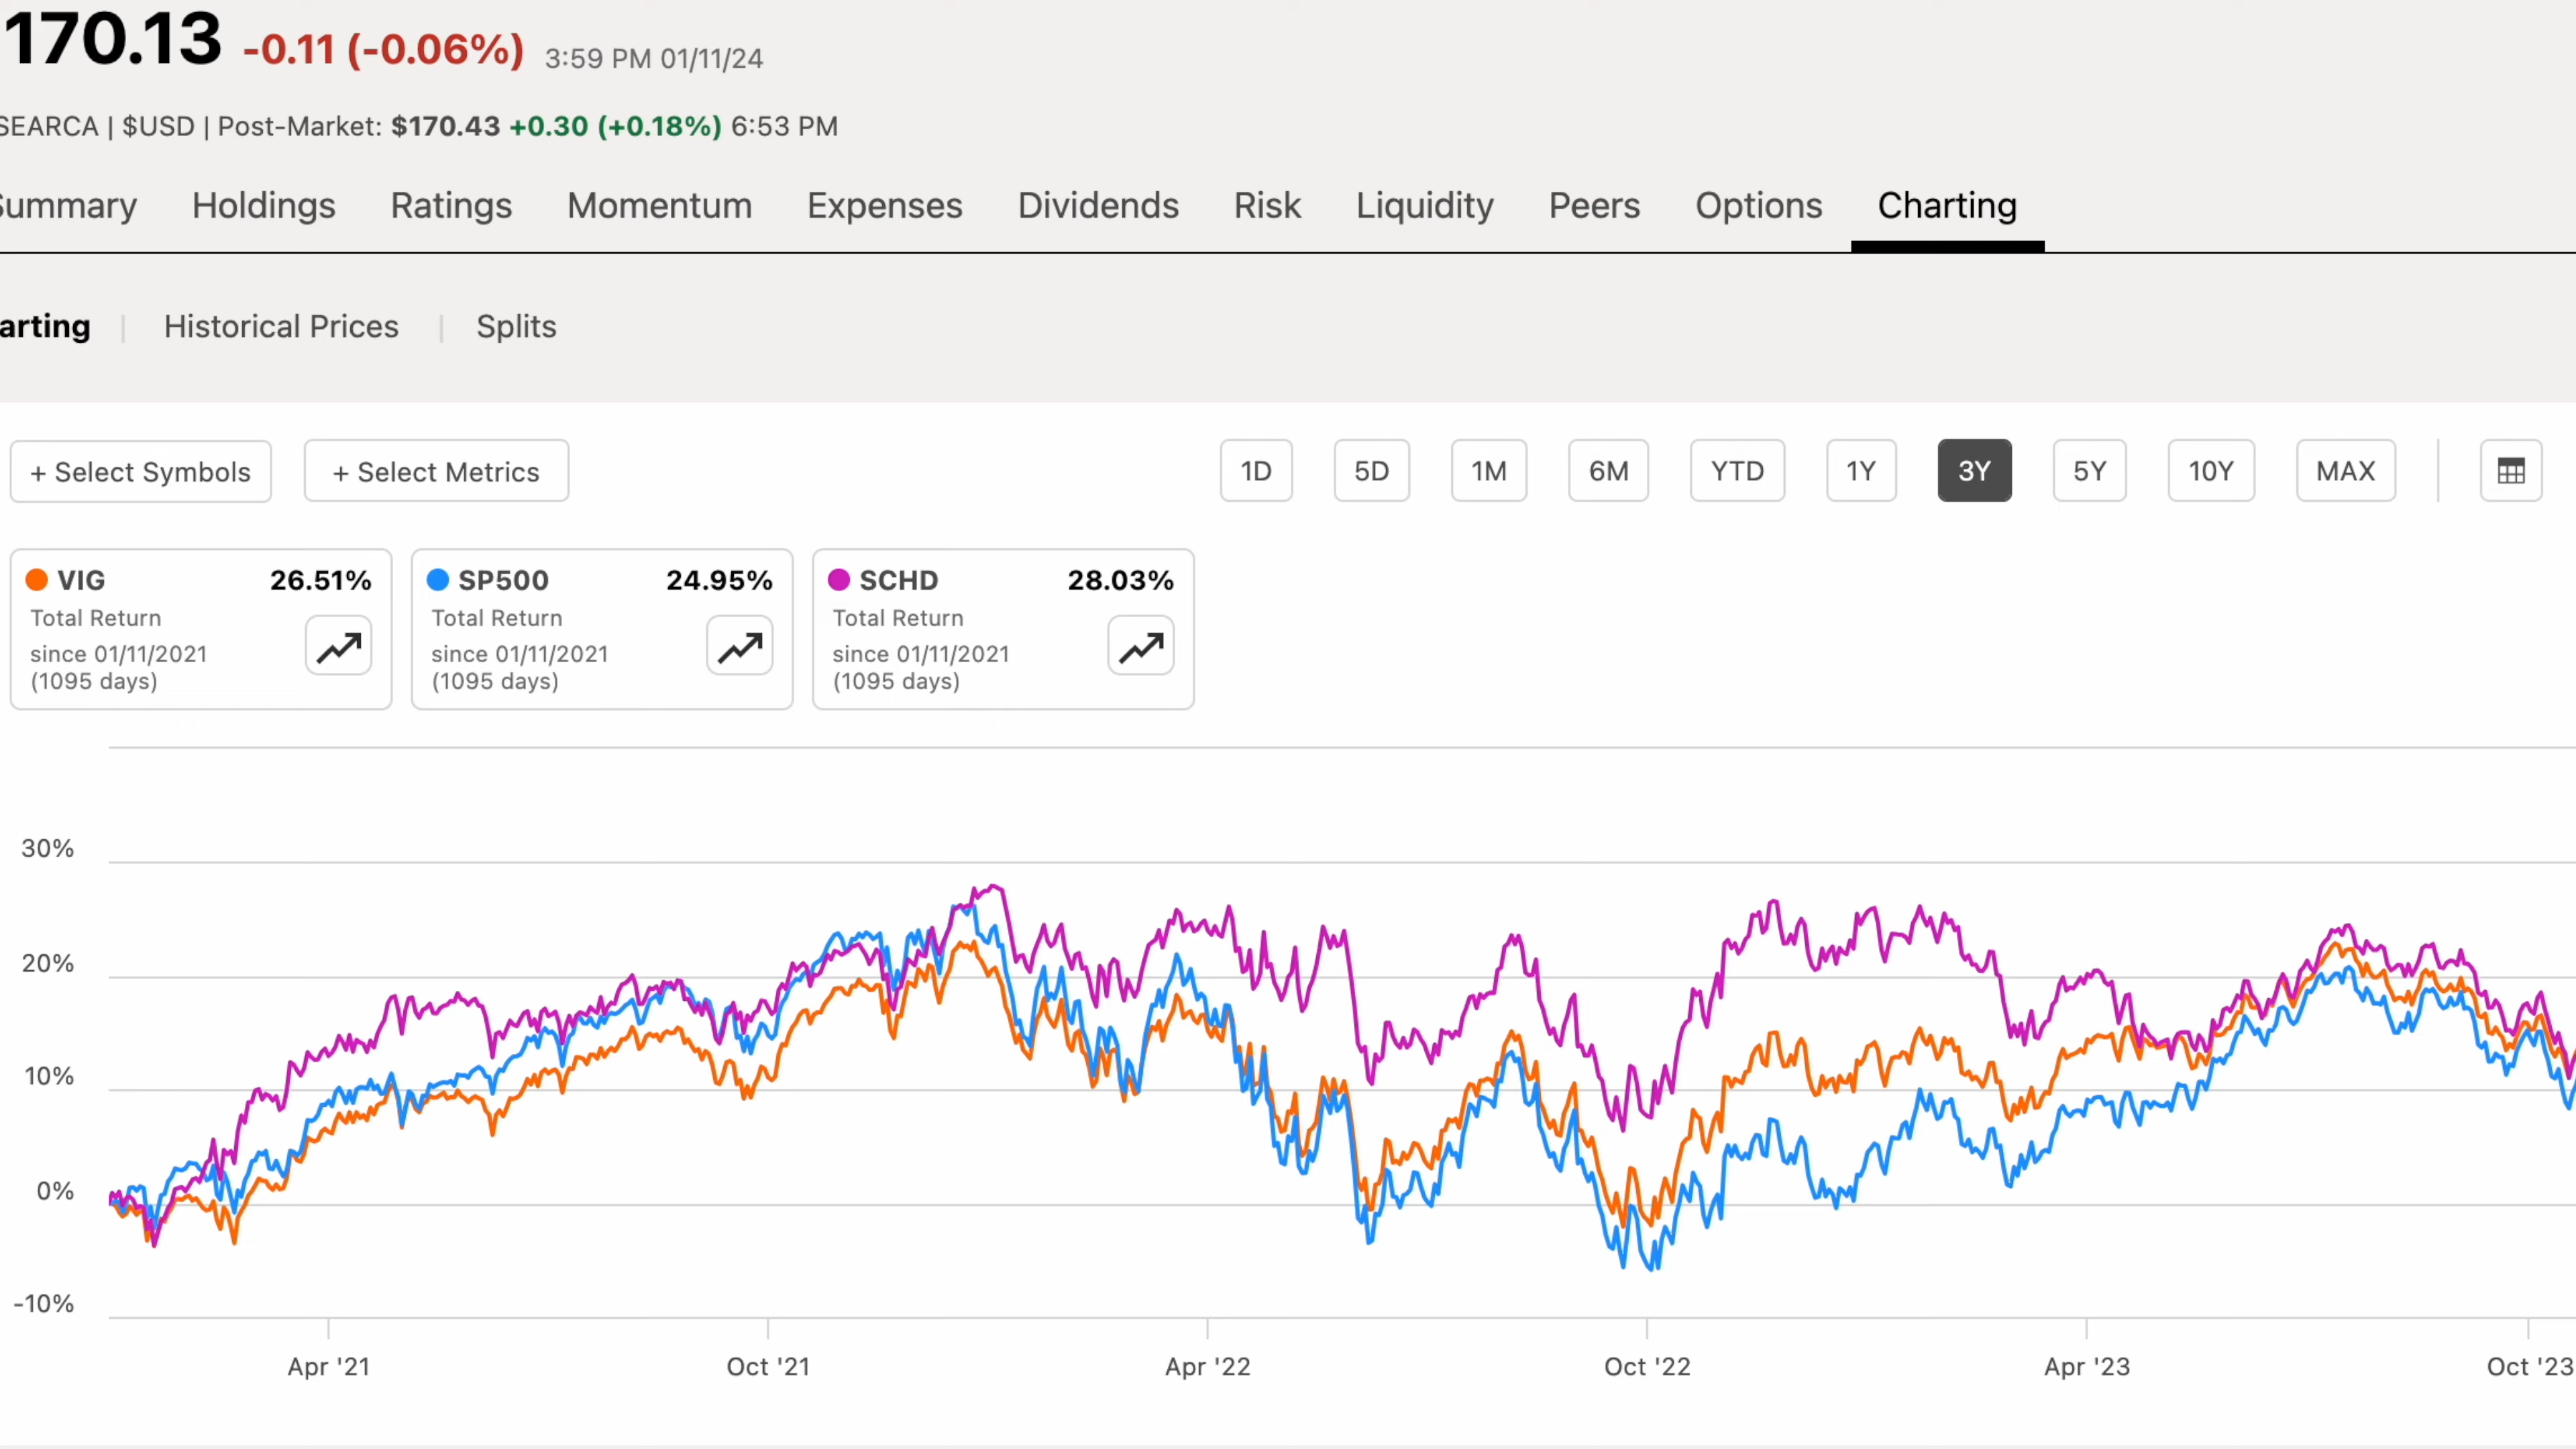 170.13 -0.11 (-0.06%) 3:59 PM 01/11/24
SEARCA | $USD | Post-Market: $170.43 +0.30 (+0.18%) 6:53 PM
Summary Holdings Ratings Momentum Expenses Dividends Risk Liquidity Peers Options Charting
arting | Historical Prices | Splits
+ Select Symbols + Select Metrics 1D 5D 1M 6M YTD 1Y 3Y 5Y 10Y MAX
VIG 26.51% SP500 24.95% SCHD 28.03%
Total Return Total Return Total Return
since 01/11/2021 since 01/11/2021 since 01/11/2021
(1095 days) (1095 days) (1095 days)
30%
20%
10%
0%
-10%
Apr '21 Oct '21 Apr '22 Oct '22 Apr '23 Oct '23